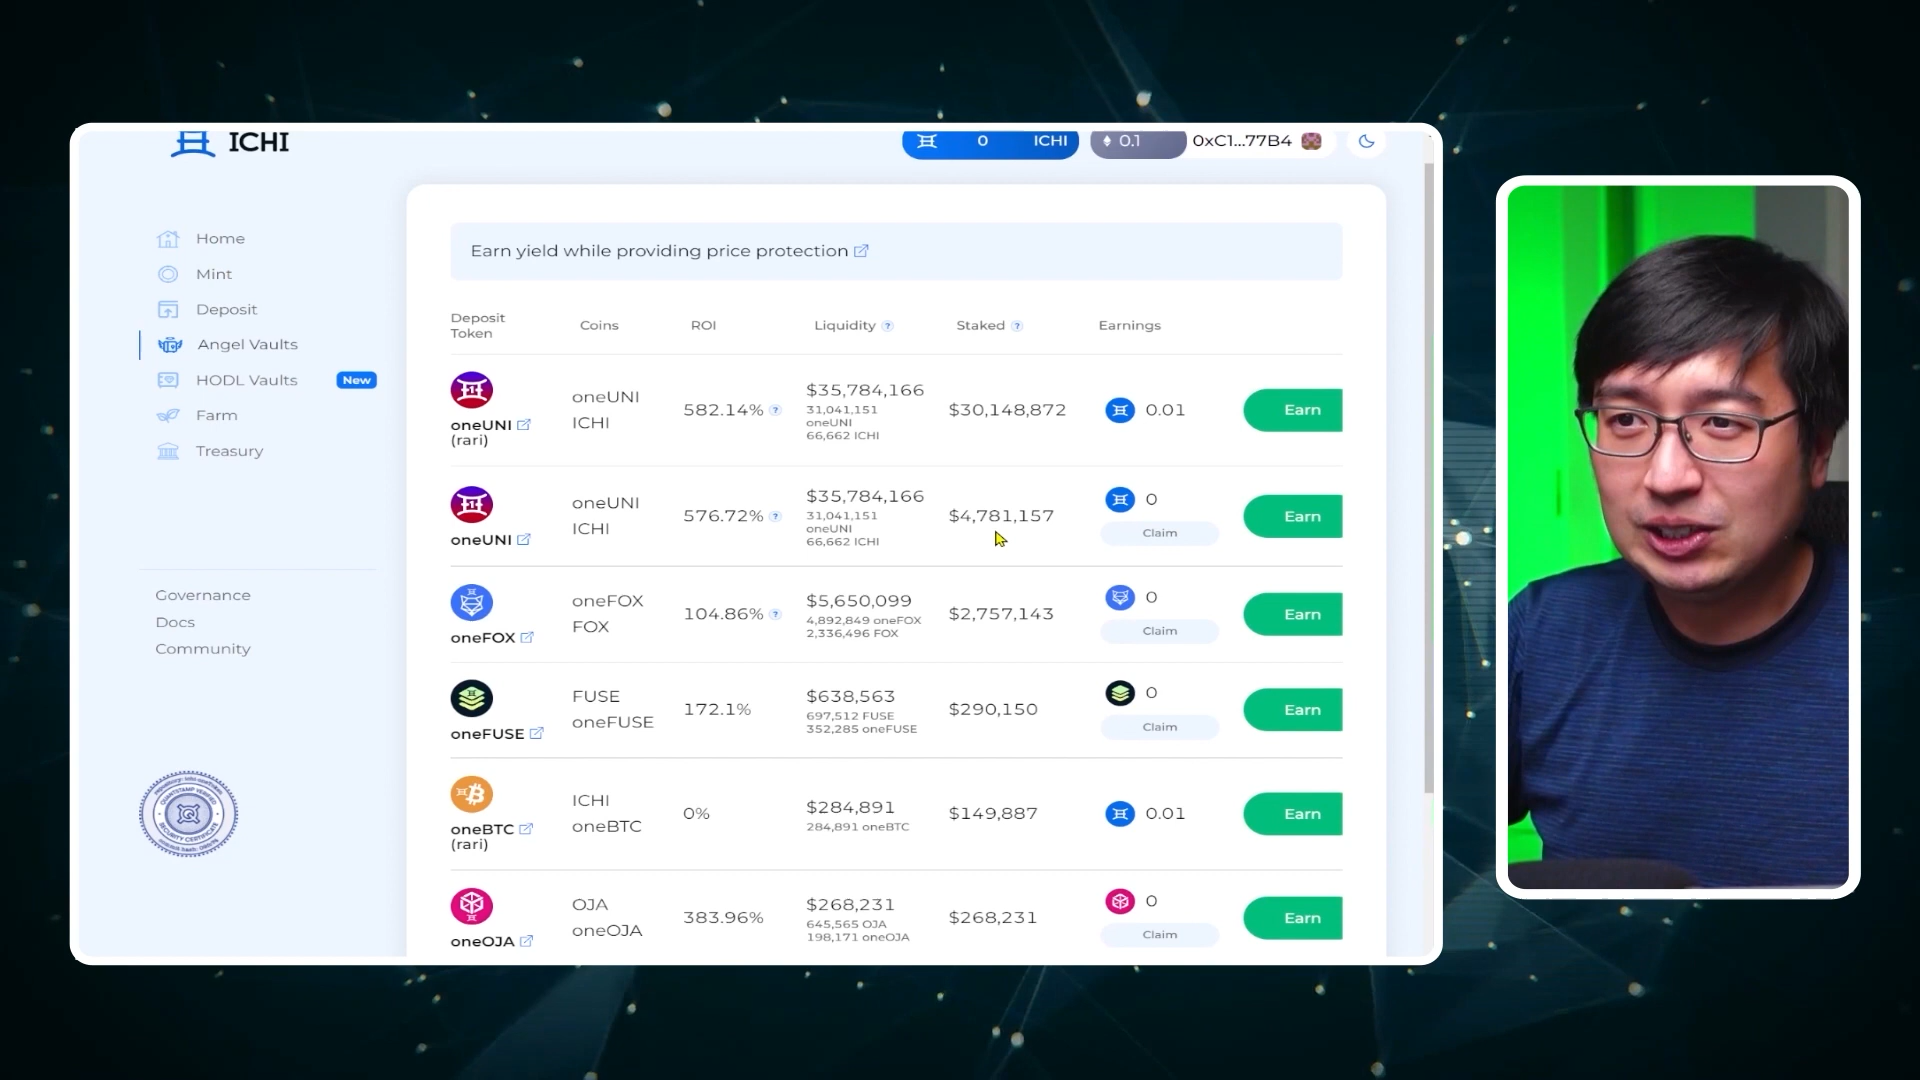 ICHI
0 ICHI
0.1
0xC1...77B4
Home
Mint
Deposit
Angel Vaults
HODL Vaults New
Farm
Treasury
Governance
Docs
Community
Earn yield while providing price protection
Deposit Token Coins ROI Liquidity ? Staked ? Earnings
oneUNI
(rari)
oneUNI
ICHI
582.14% ?
$35,784,166
31,041,151
oneUNI
66,662 ICHI
$30,148,872
0.01
Earn
oneUNI
oneUNI
ICHI
576.72% ?
$35,784,166
31,041,151
oneUNI
66,662 ICHI
$4,781,157
0
Claim
Earn
oneFOX
oneFOX
FOX
104.86% ?
$5,650,099
4,892,849 oneFOX
2,336,496 FOX
$2,757,143
0
Claim
Earn
oneFUSE
FUSE
oneFUSE
172.1%
$638,563
697,512 FUSE
352,285 oneFUSE
$290,150
0
Claim
Earn
oneBTC
(rari)
ICHI
oneBTC
0%
$284,891
284,891 oneBTC
$149,887
0.01
Earn
oneOJA
OJA
oneOJA
383.96%
$268,231
645,565 OJA
198,171 oneOJA
$268,231
0
Claim
Earn
QUANTSTAMP VERIFIED
SECURITY CERTIFICATE